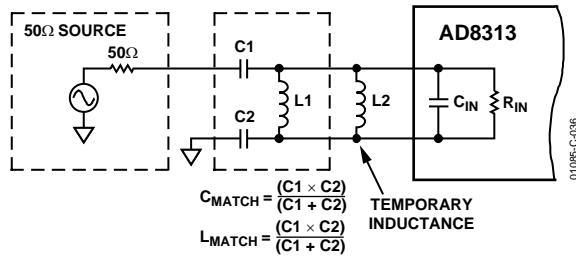 50Ω SOURCE
50Ω
C1
C2
L1
L2
AD8313
CIN
RIN
CMATCH = (C1 × C2)
(C1 + C2)
LMATCH = (C1 × C2)
(C1 + C2)
TEMPORARY
INDUCTANCE
01085-C-036